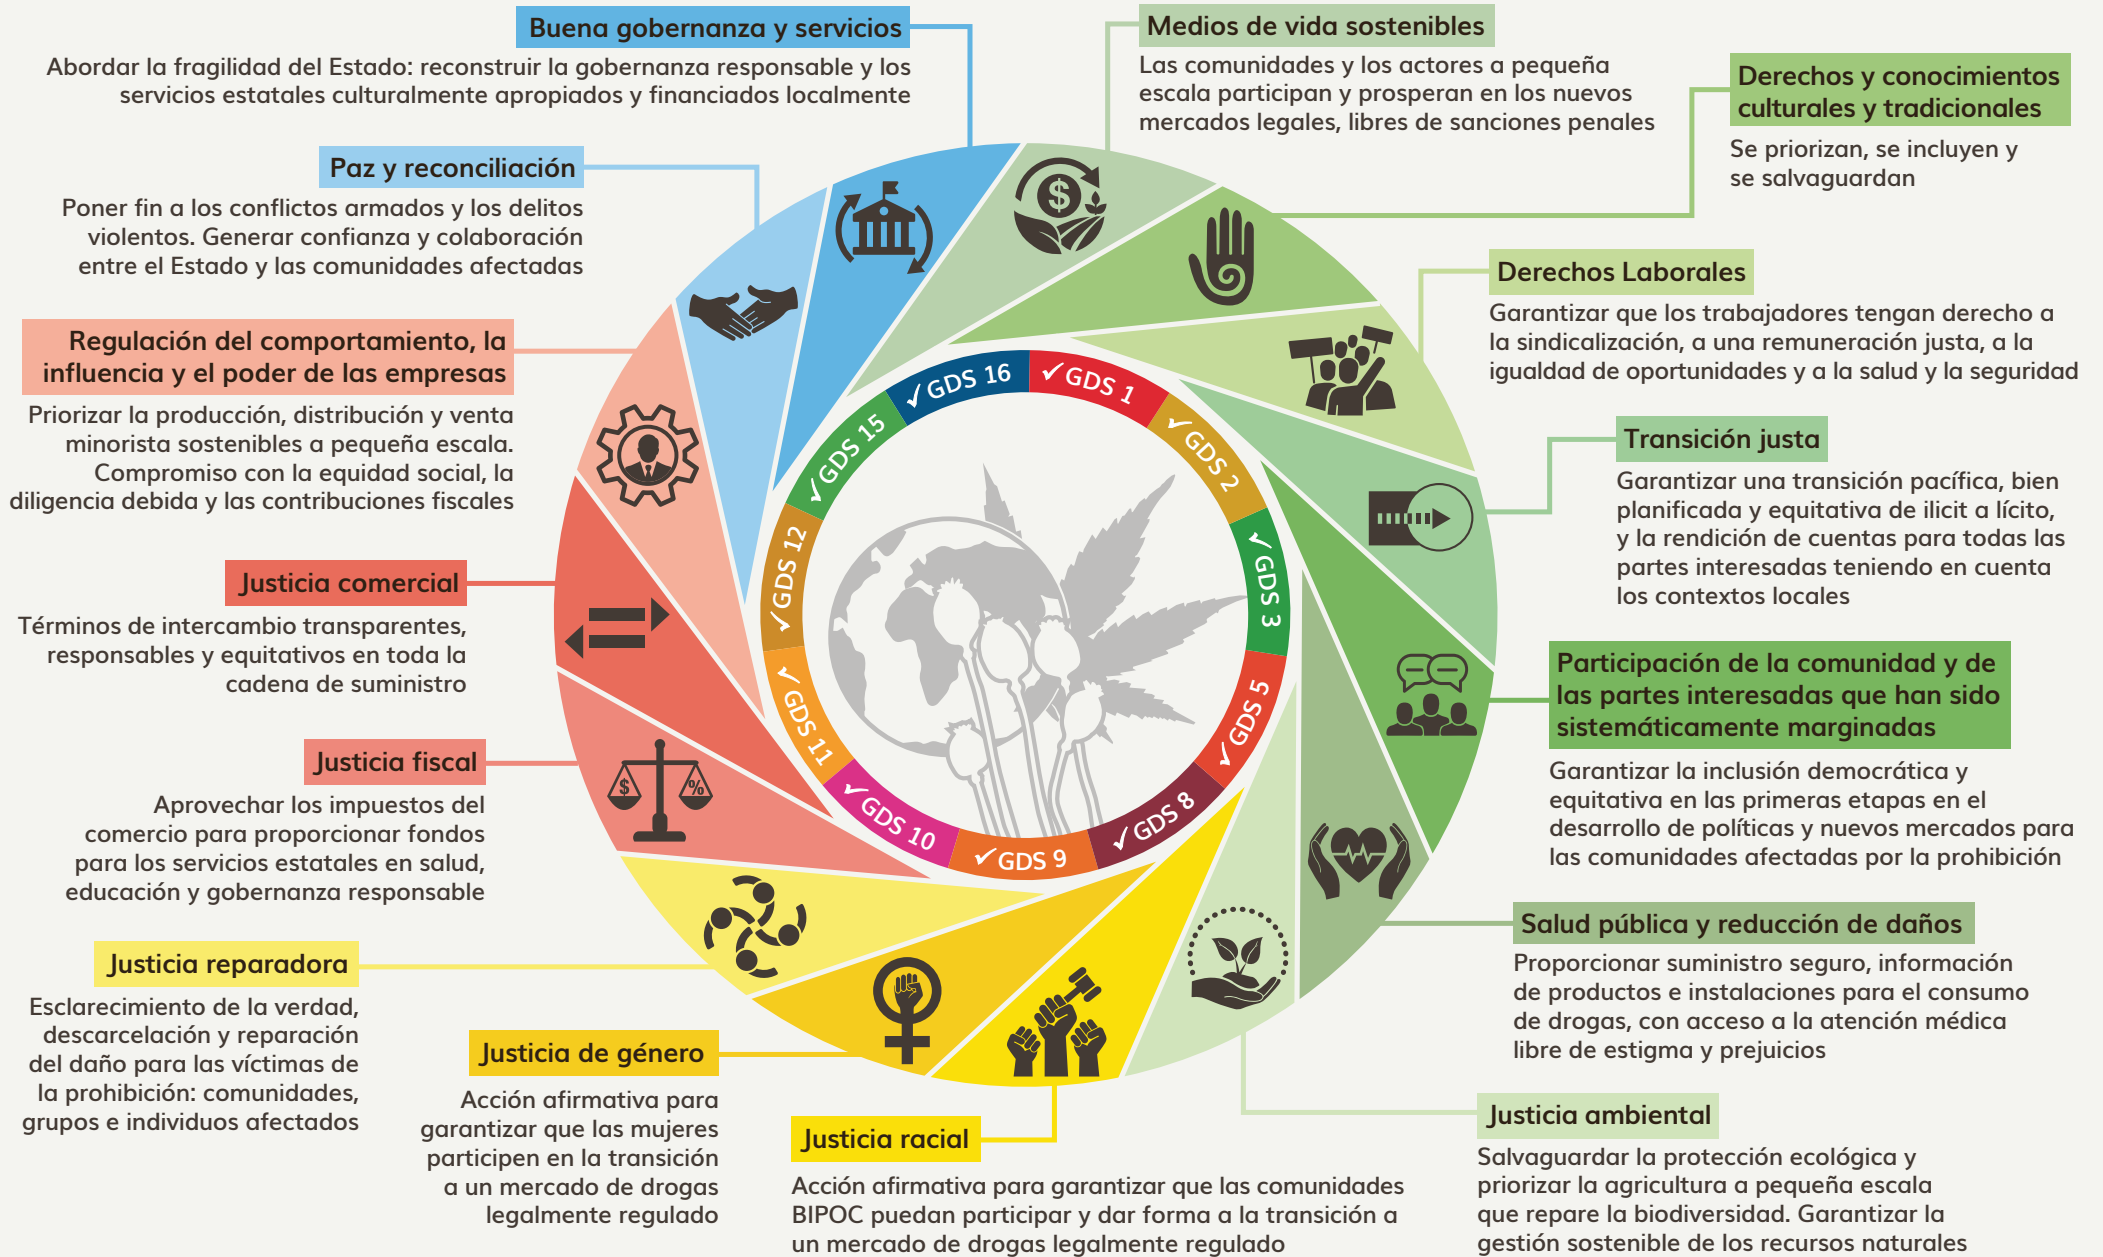 Buena gobernanza y servicios
Abordar la fragilidad del Estado: reconstruir la gobernanza responsable y los
servicios estatales culturalmente apropiados y financiados localmente
Medios de vida sostenibles
Las comunidades y los actores a pequeña
escala participan y prosperan en los nuevos
mercados legales, libres de sanciones penales
Derechos y conocimientos
culturales y tradicionales
Se priorizan, se incluyen y
se salvaguardan
Derechos Laborales
Garantizar que los trabajadores tengan derecho a
la sindicalización, a una remuneración justa, a la
igualdad de oportunidades y a la salud y la seguridad
Transición justa
Garantizar una transición pacífica, bien
planificada y equitativa de ilicit a lícito,
y la rendición de cuentas para todas las
partes interesadas teniendo en cuenta
los contextos locales
Participación de la comunidad y de
las partes interesadas que han sido
sistemáticamente marginadas
Garantizar la inclusión democrática y
equitativa en las primeras etapas en el
desarrollo de políticas y nuevos mercados para
las comunidades afectadas por la prohibición
Salud pública y reducción de daños
Proporcionar suministro seguro, información
de productos e instalaciones para el consumo
de drogas, con acceso a la atención médica
libre de estigma y prejuicios
Justicia ambiental
Salvaguardar la protección ecológica y
priorizar la agricultura a pequeña escala
que repare la biodiversidad. Garantizar la
gestión sostenible de los recursos naturales
Justicia racial
Acción afirmativa para garantizar que las comunidades
BIPOC puedan participar y dar forma a la transición a
un mercado de drogas legalmente regulado
Justicia de género
Acción afirmativa para
garantizar que las mujeres
participen en la transición
a un mercado de drogas
legalmente regulado
Justicia reparadora
Esclarecimiento de la verdad,
descarcelación y reparación
del daño para las víctimas de
la prohibición: comunidades,
grupos e individuos afectados
Justicia fiscal
Aprovechar los impuestos del
comercio para proporcionar fondos
para los servicios estatales en salud,
educación y gobernanza responsable
Justicia comercial
Términos de intercambio transparentes,
responsables y equitativos en toda la
cadena de suministro
Regulación del comportamiento, la
influencia y el poder de las empresas
Priorizar la producción, distribución y venta
minorista sostenibles a pequeña escala.
Compromiso con la equidad social, la
diligencia debida y las contribuciones fiscales
Paz y reconciliación
Poner fin a los conflictos armados y los delitos
violentos. Generar confianza y colaboración
entre el Estado y las comunidades afectadas
✓GDS 1
✓GDS 2
✓GDS 3
✓GDS 5
✓GDS 8
✓GDS 9
✓GDS 10
✓GDS 11
✓GDS 12
✓GDS 15
✓GDS 16
$
$
%